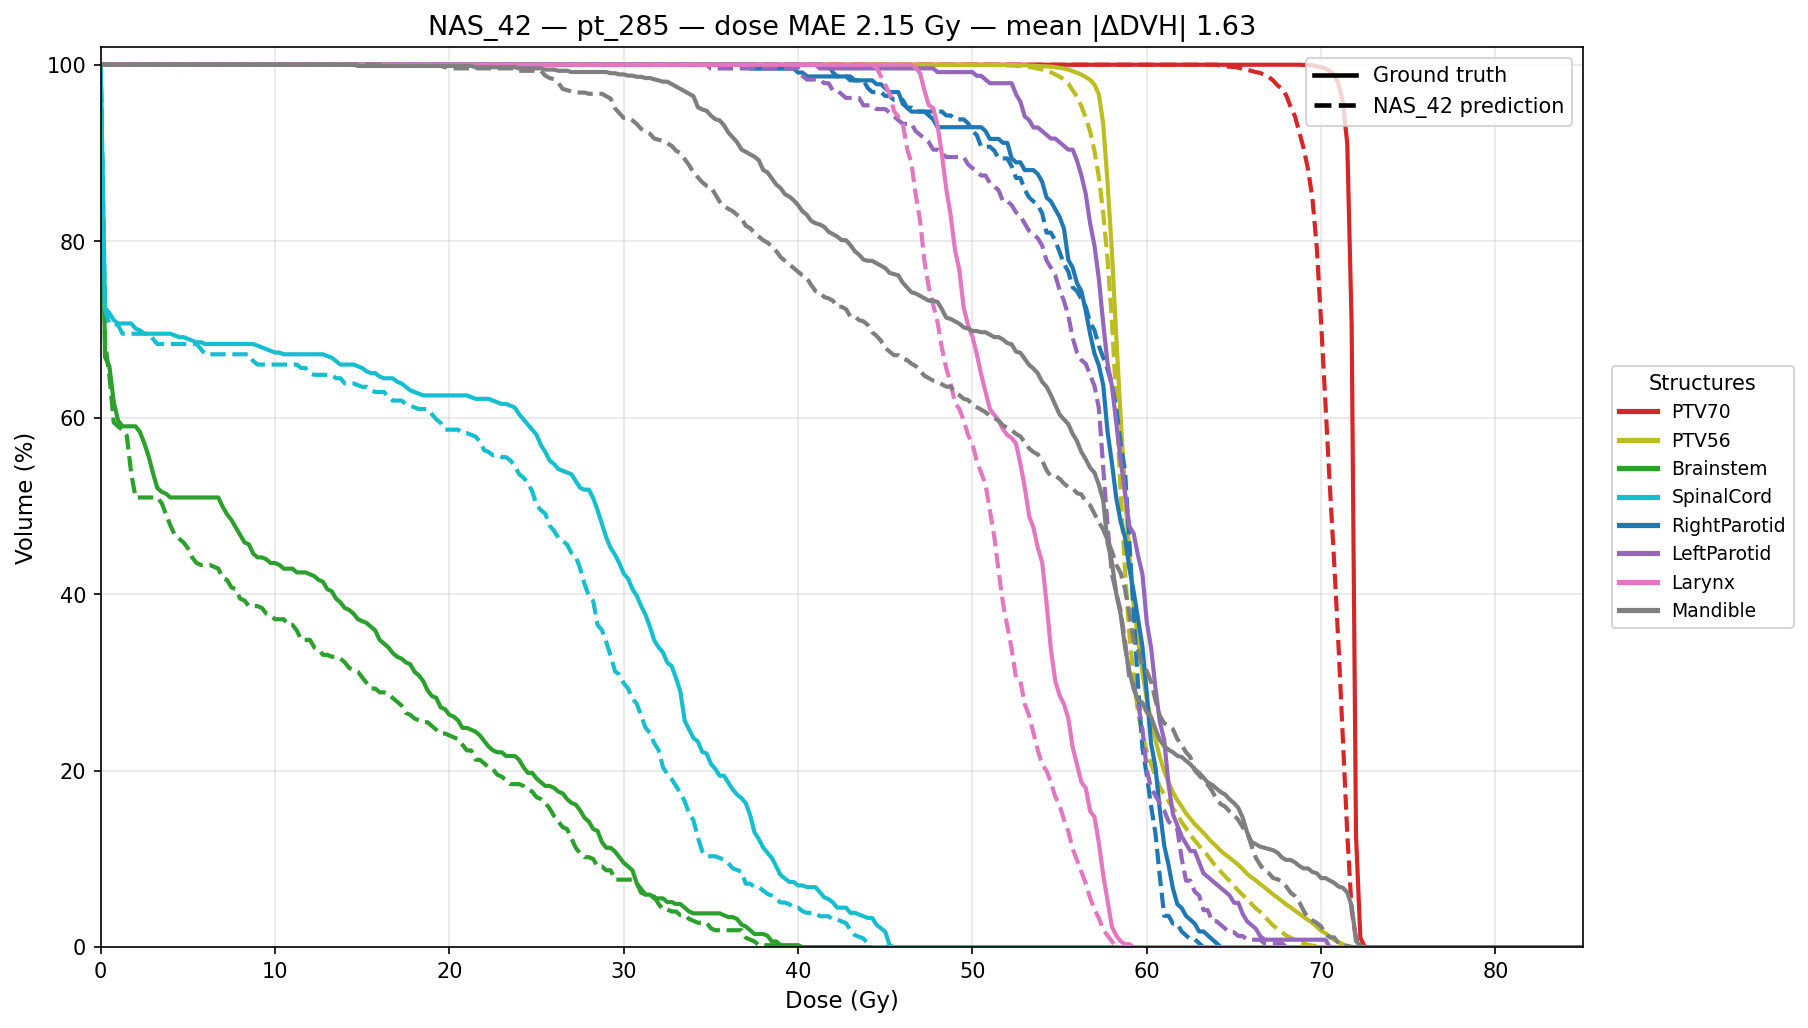 NAS_42 — pt_285 — dose MAE 2.15 Gy — mean |ΔDVH| 1.63
Ground truth
NAS_42 prediction
Volume (%)
100
80
60
40
20
0
0 10 20 30 40 50 60 70 80
Dose (Gy)
Structures
PTV70
PTV56
Brainstem
SpinalCord
RightParotid
LeftParotid
Larynx
Mandible